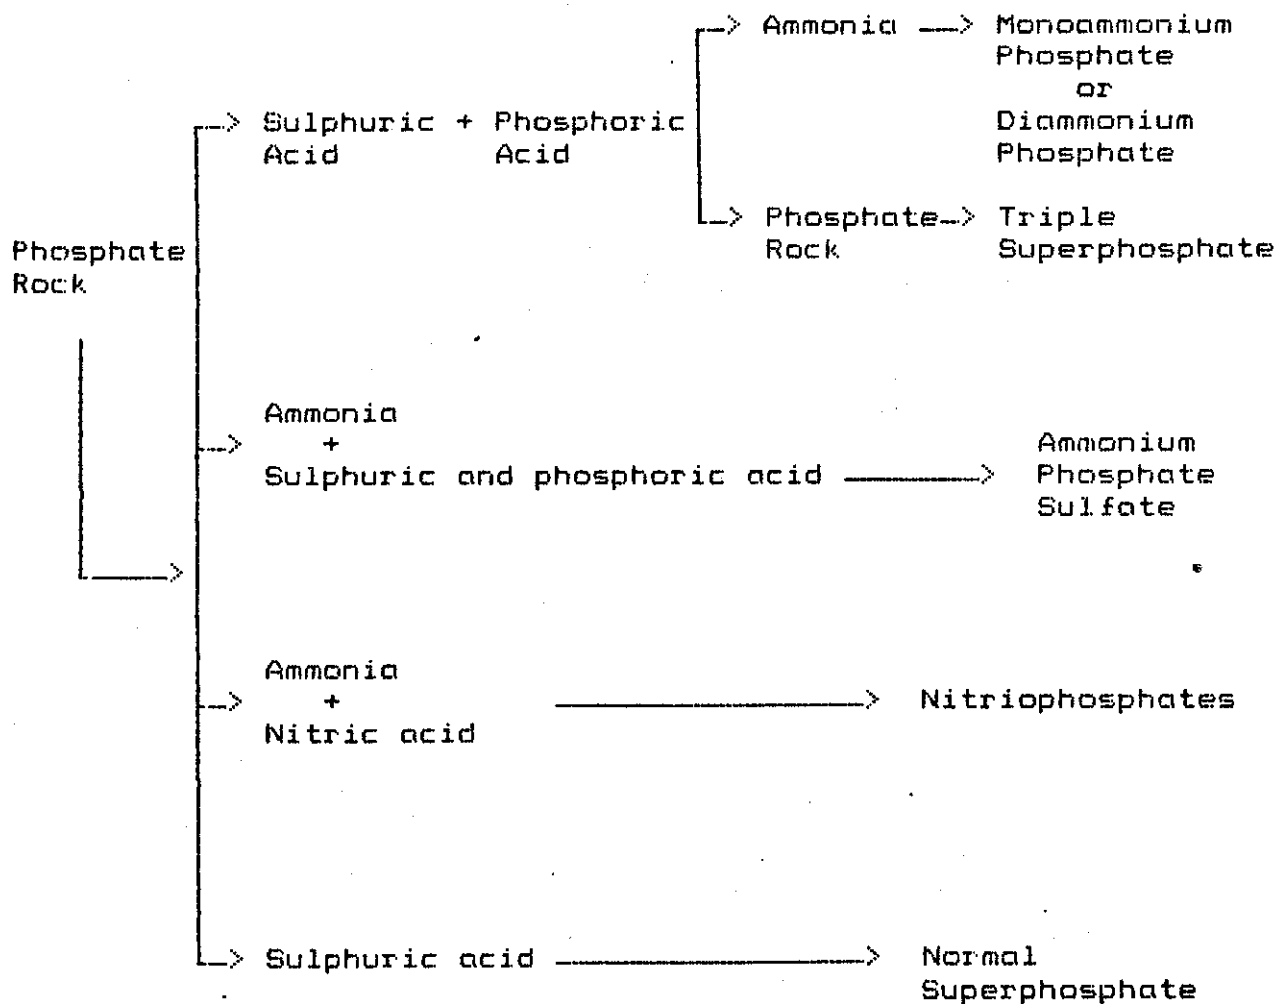 Ammonia
Monoammonium
Phosphate
or
Diammonium
Phosphate
Sulphuric + Phosphoric
Acid Acid
Phosphate
Rock
Triple
Superphosphate
Phosphate
Rock
Ammonia
+
Sulphuric and phosphoric acid
Ammonium
Phosphate
Sulfate
Ammonia
+
Nitric acid
Nitriophosphates
Sulphuric acid
Normal
Superphosphate